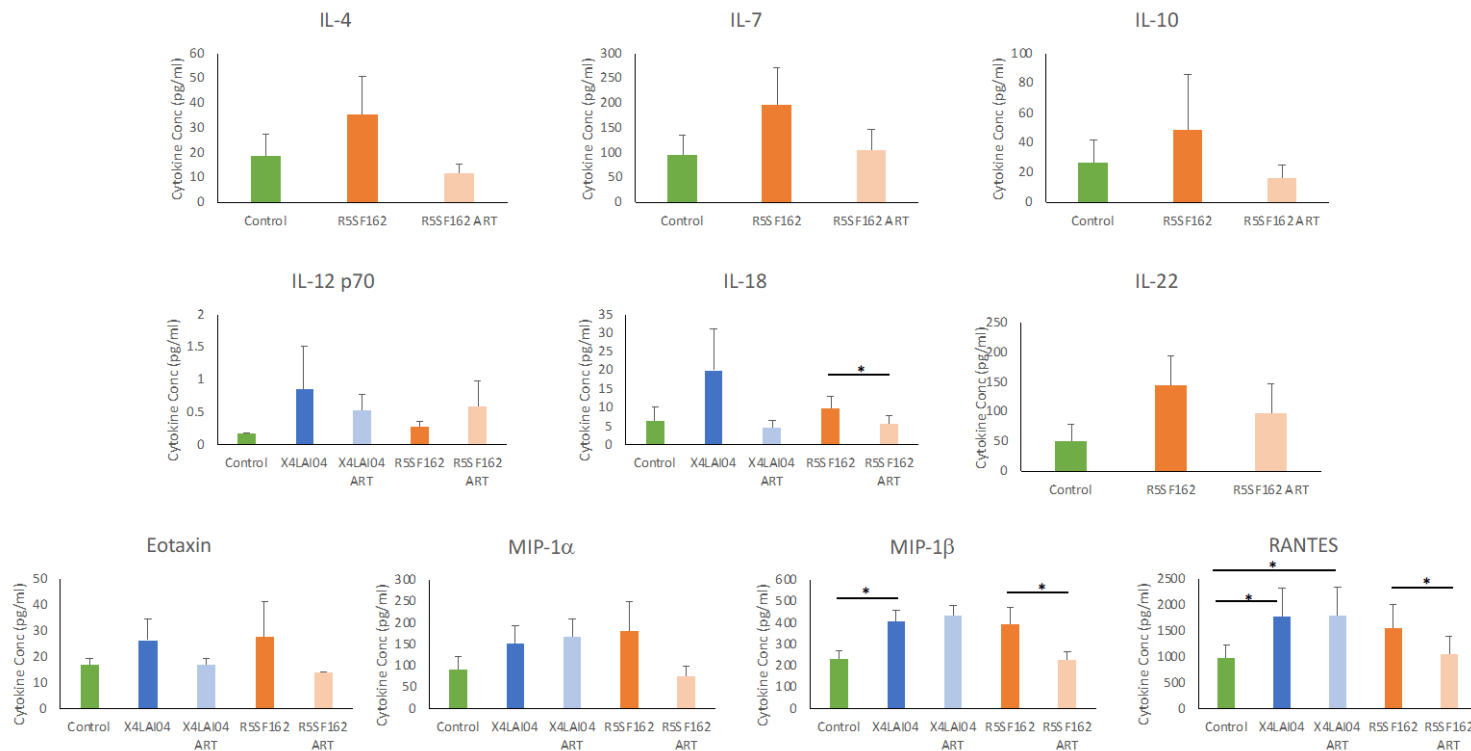 IL-4
Cytokine Conc (pg/ml)
60
50
40
30
20
10
0
Control
R5SF162
R5SF162 ART
IL-7
Cytokine Conc (pg/ml)
300
250
200
150
100
50
0
Control
R5SF162
R5SF162 ART
IL-10
Cytokine Conc (pg/ml)
100
80
60
40
20
0
Control
R5SF162
R5SF162 ART
IL-12 p70
Cytokine Conc (pg/ml)
2
1.5
1
0.5
0
Control
X4LAI04
X4LAI04
ART
R5SF162
R5SF162
ART
IL-18
Cytokine Conc (pg/ml)
35
30
25
20
15
10
5
0
*
Control
X4LAI04
X4LAI04
ART
R5SF162
R5SF162
ART
IL-22
Cytokine Conc (pg/ml)
250
200
150
100
50
0
Control
R5SF162
R5SF162 ART
Eotaxin
Cytokine Conc (pg/ml)
50
40
30
20
10
0
Control
X4LAI04
X4LAI04
ART
R5SF162
R5SF162
ART
MIP-1α
Cytokine Conc (pg/ml)
300
250
200
150
100
50
0
Control
X4LAI04
X4LAI04
ART
R5SF162
R5SF162
ART
MIP-1β
Cytokine Conc (pg/ml)
600
500
400
300
200
100
0
*
*
Control
X4LAI04
X4LAI04
ART
R5SF162
R5SF162
ART
RANTES
Cytokine Conc (pg/ml)
2500
2000
1500
1000
500
0
*
*
*
Control
X4LAI04
X4LAI04
ART
R5SF162
R5SF162
ART